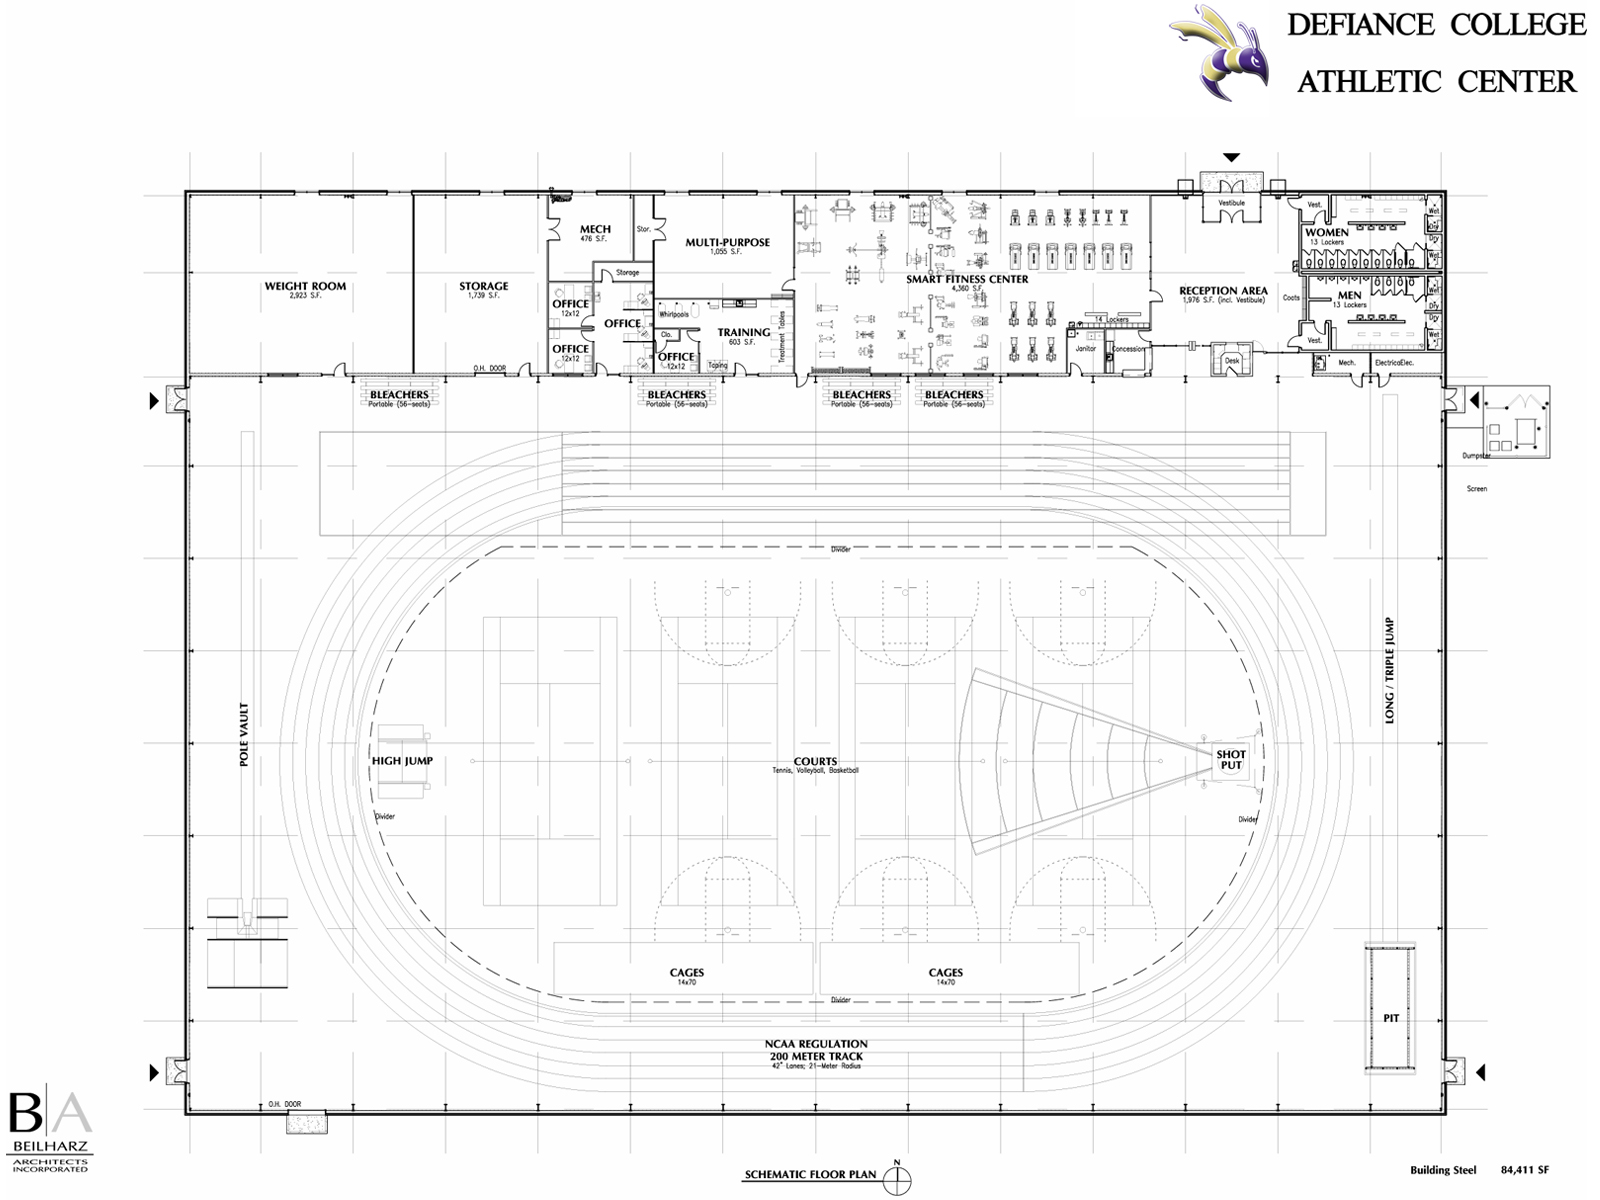 DEFIANCE COLLEGE
ATHLETIC CENTER
Vestibule
Vest.
Wet
Dry
Dry
Wet
WOMEN
13 Lockers
MECH
476 S.F.
Stor.
MULTI-PURPOSE
1,055 S.F.
Storage
WEIGHT ROOM
2,923 S.F.
STORAGE
1,739 S.F.
SMART FITNESS CENTER
4,360 S.F.
RECEPTION AREA
1,976 S.F. (incl. Vestibule)
Coats
MEN
13 Lockers
Wet
Dry
Dry
Wet
OFFICE
12x12
OFFICE
Whirlpools
TRAINING
603 S.F.
Treatment Tables
14 Lockers
Clo.
OFFICE
12x12
OFFICE
12x12
Taping
Janitor
Concession
Vest.
Desk
Mech.
ElectricalElec.
O.H. DOOR
BLEACHERS
Portable (56-seats)
BLEACHERS
Portable (56-seats)
BLEACHERS
Portable (56-seats)
BLEACHERS
Portable (56-seats)
Dumpster
Screen
Divider
POLE VAULT
LONG / TRIPLE JUMP
HIGH JUMP
COURTS
Tennis, Volleyball, Basketball
SHOT
PUT
Divider
Divider
CAGES
14x70
CAGES
14x70
Divider
PIT
NCAA REGULATION
200 METER TRACK
42" Lanes; 21-Meter Radius
O.H. DOOR
B|A
BEILHARZ
ARCHITECTS
INCORPORATED
SCHEMATIC FLOOR PLAN
N
Building Steel 84,411 SF